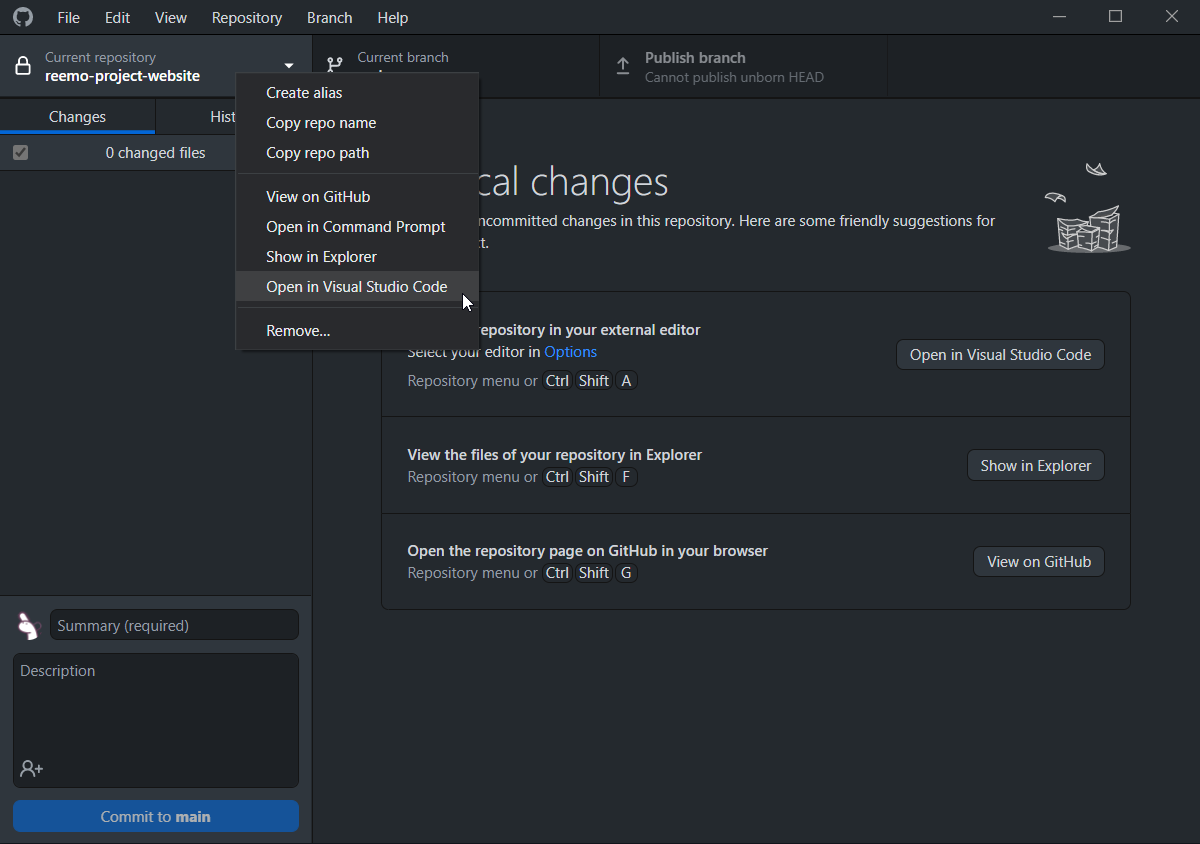 File Edit View Repository Branch Help
Current repository
reemo-project-website
Current branch
Publish branch
Cannot publish unborn HEAD
Changes
Hist
0 changed files
Create alias
Copy repo name
Copy repo path
View on GitHub
Open in Command Prompt
Show in Explorer
Open in Visual Studio Code
Remove...
cal changes
ncommitted changes in this repository. Here are some friendly suggestions for
ct.
epository in your external editor
Select your editor in Options
Repository menu or Ctrl Shift A
Open in Visual Studio Code
View the files of your repository in Explorer
Repository menu or Ctrl Shift F
Show in Explorer
Open the repository page on GitHub in your browser
Repository menu or Ctrl Shift G
View on GitHub
Summary (required)
Description
Commit to main